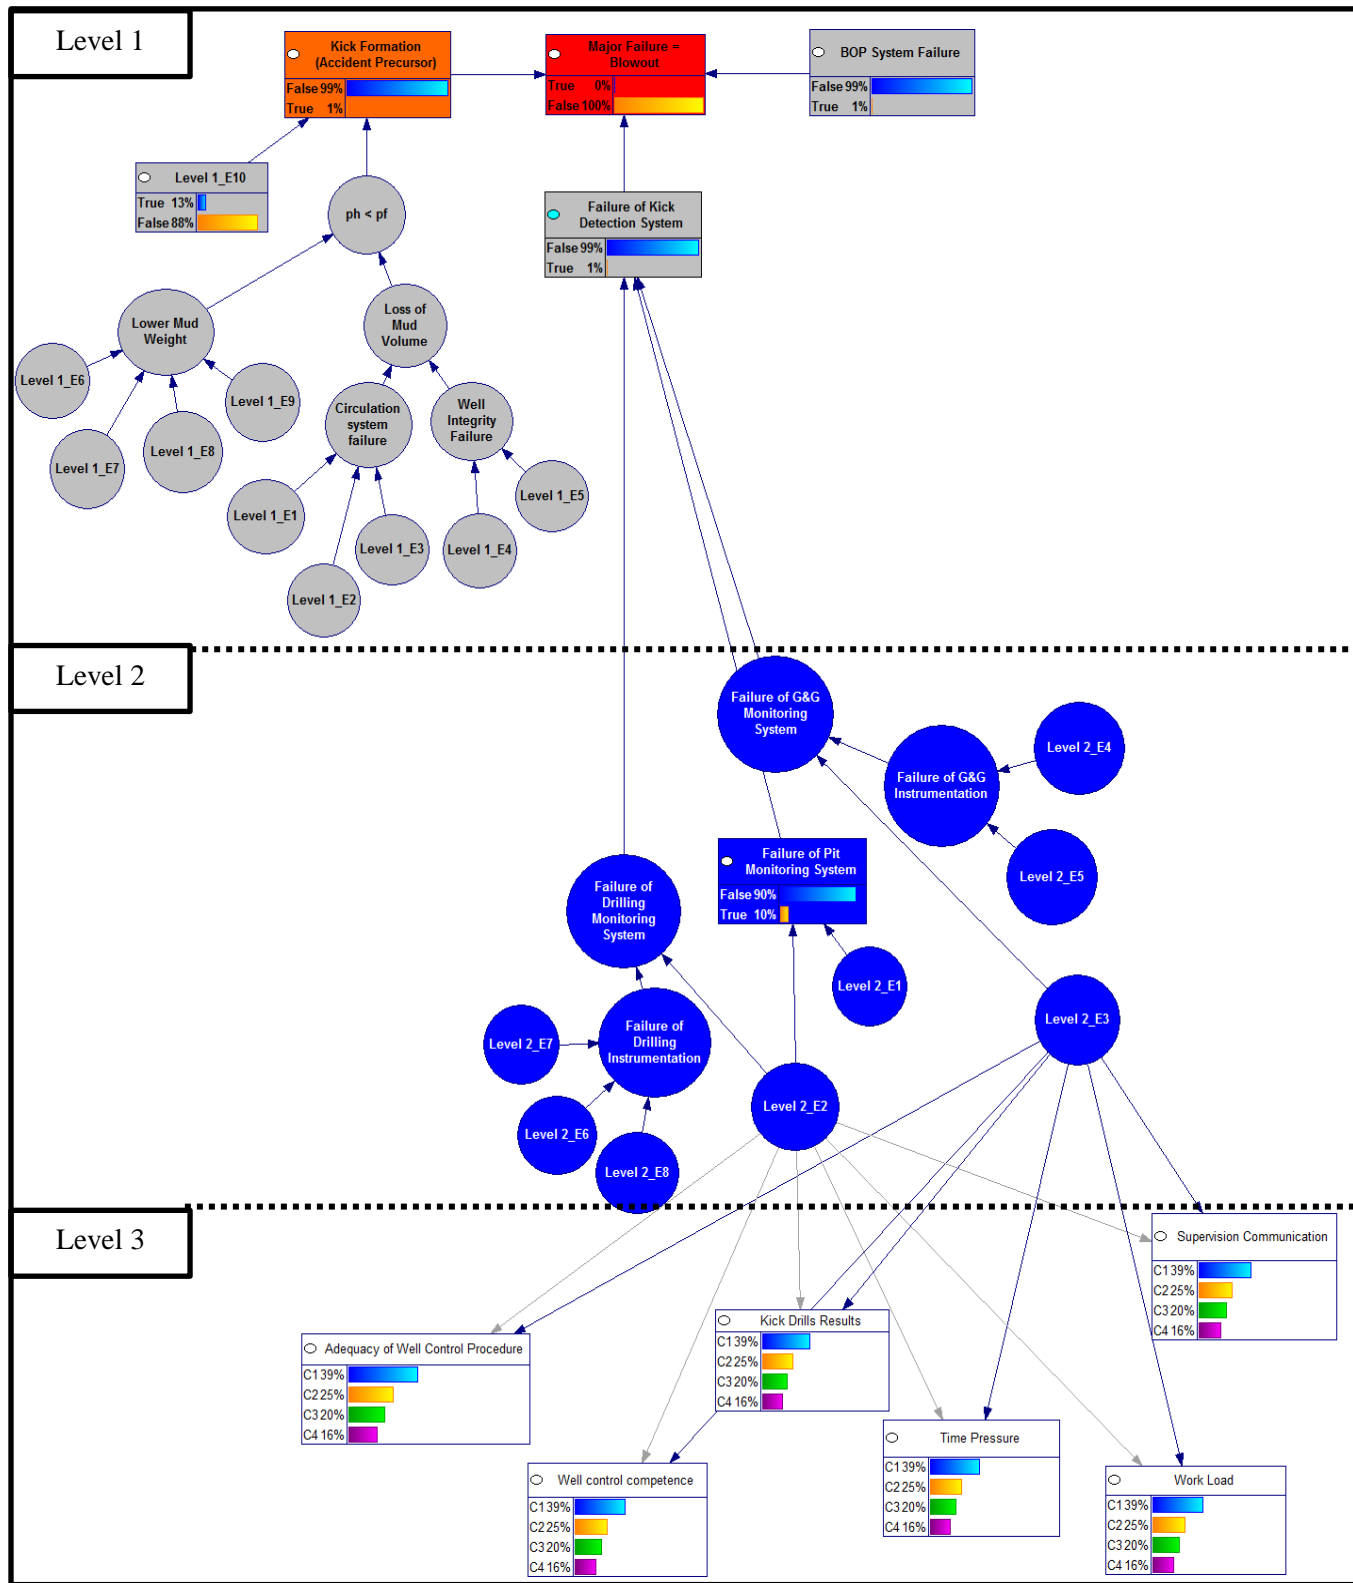 Level 1
Kick Formation
(Accident Precursor)
False 99%
True 1%
Major Failure =
Blowout
True 0%
False 100%
BOP System Failure
False 99%
True 1%
Level 1_E10
True 13%
False 88%
ph < pf
Failure of Kick
Detection System
False 99%
True 1%
Lower Mud
Weight
Loss of
Mud
Volume
Level 1_E6
Level 1_E9
Circulation
system
failure
Well
Integrity
Failure
Level 1_E7
Level 1_E8
Level 1_E1
Level 1_E5
Level 1_E3
Level 1_E4
Level 1_E2
Level 2
Failure of G&G
Monitoring
System
Level 2_E4
Failure of G&G
Instrumentation
Failure of Pit
Monitoring System
False 90%
True 10%
Level 2_E5
Failure of
Drilling
Monitoring
System
Level 2_E1
Level 2_E3
Level 2_E7
Failure of
Drilling
Instrumentation
Level 2_E2
Level 2_E6
Level 2_E8
Level 3
Supervision Communication
C1 39%
C2 25%
C3 20%
C4 16%
Kick Drills Results
C1 39%
C2 25%
C3 20%
C4 16%
Adequacy of Well Control Procedure
C1 39%
C2 25%
C3 20%
C4 16%
Time Pressure
C1 39%
C2 25%
C3 20%
C4 16%
Well control competence
C1 39%
C2 25%
C3 20%
C4 16%
Work Load
C1 39%
C2 25%
C3 20%
C4 16%